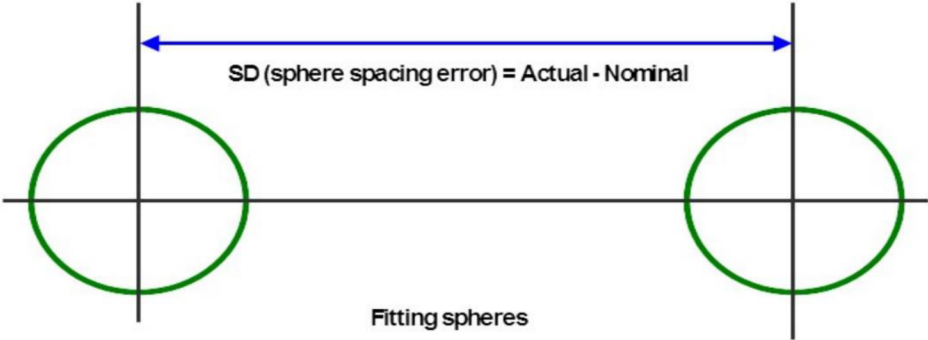 SD (sphere spacing error) = Actual - Nominal
Fitting spheres